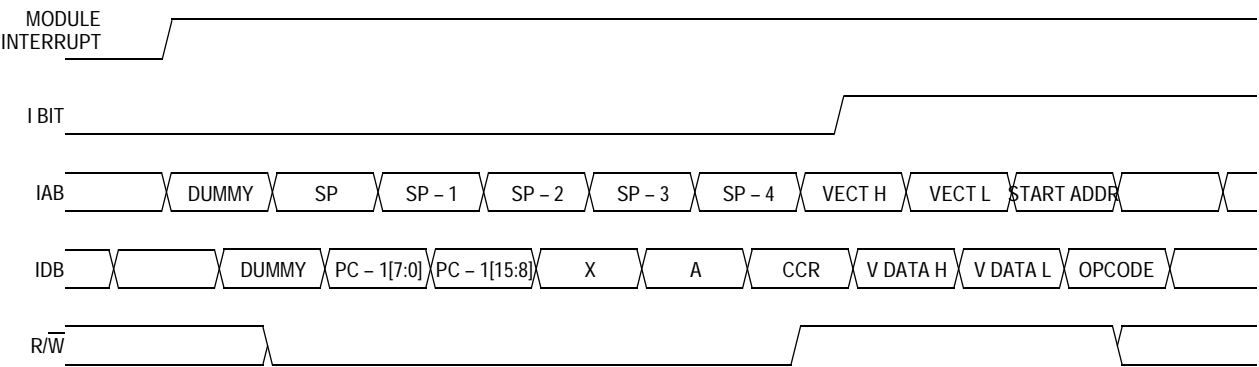 MODULE
INTERRUPT
I BIT
IAB DUMMY SP SP – 1 SP – 2 SP – 3 SP – 4 VECT H VECT L START ADDR
IDB DUMMY PC – 1[7:0] PC – 1[15:8] X A CCR V DATA H V DATA L OPCODE
R/W̅